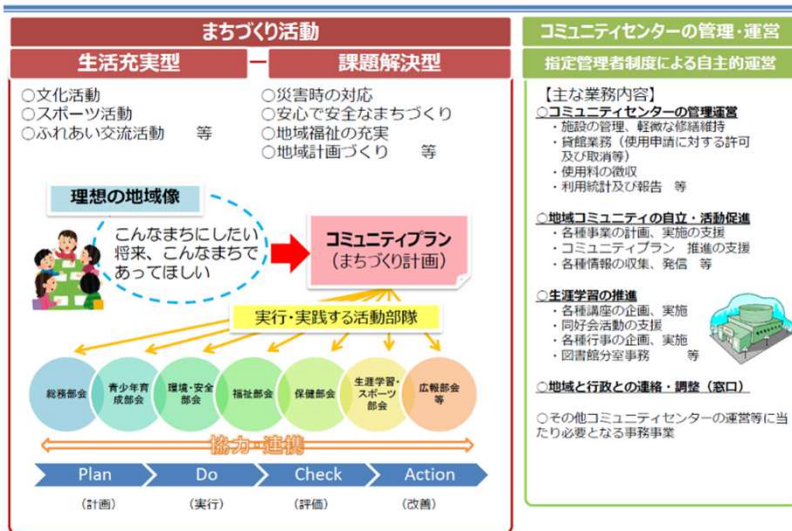 まちづくり活動
生活充実型
課題解決型
○文化活動
○スポーツ活動
○ふれあい交流活動　等
○災害時の対応
○安心で安全なまちづくり
○地域福祉の充実
○地域計画づくり　等
理想の地域像
こんなまちにしたい
将来、こんなまちで
あってほしい
コミュニティプラン
（まちづくり計画）
実行・実践する活動部隊
総務部会
青少年育
成部会
環境・安全
部会
福祉部会
保健部会
生涯学習・
スポーツ
部会
広報部会
等
協力・連携
Plan
Do
Check
Action
（計画）
（実行）
（評価）
（改善）
コミュニティセンターの管理・運営
指定管理者制度による自主的運営
【主な業務内容】
○コミュニティセンターの管理運営
・施設の管理、軽微な修繕維持
・貸館業務（使用申請に対する許可
及び取消等）
・使用料の徴収
・利用統計及び報告　等
○地域コミュニティの自立・活動促進
・各種事業の計画、実施の支援
・コミュニティプラン　推進の支援
・各種情報の収集、発信　等
○生涯学習の推進
・各種講座の企画、実施
・同好会活動の支援
・各種行事の企画、実施
・図書館分室事務　等
○地域と行政との連絡・調整（窓口）
○その他コミュニティセンターの運営等に当
たり必要となる事務事業